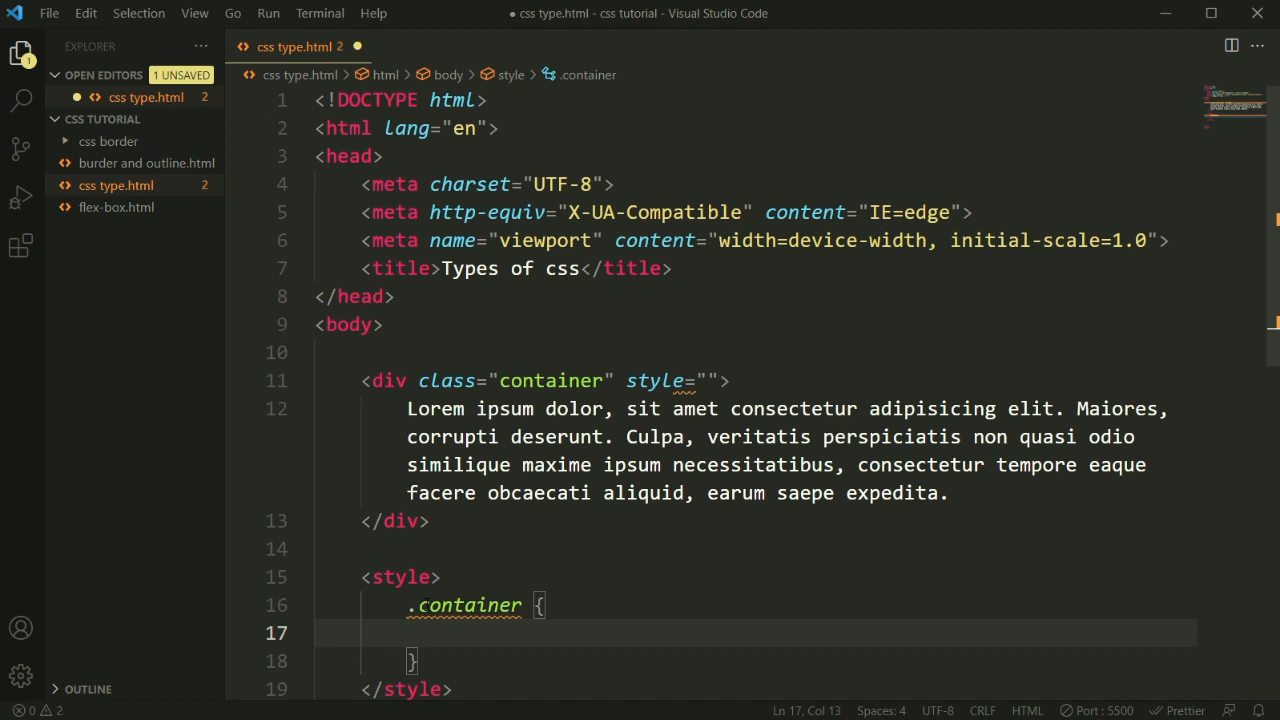 File Edit Selection View Go Run Terminal Help
● css type.html - css tutorial - Visual Studio Code
EXPLORER ...
OPEN EDITORS 1 UNSAVED
css type.html 2
CSS TUTORIAL
css border
burder and outline.html
css type.html 2
flex-box.html
OUTLINE
1
css type.html 2
css type.html > html > body > style > .container
1 <!DOCTYPE html>
2 <html lang="en">
3 <head>
4 <meta charset="UTF-8">
5 <meta http-equiv="X-UA-Compatible" content="IE=edge">
6 <meta name="viewport" content="width=device-width, initial-scale=1.0">
7 <title>Types of css</title>
8 </head>
9 <body>
10
11 <div class="container" style="">
12 Lorem ipsum dolor, sit amet consectetur adipisicing elit. Maiores,
corrupti deserunt. Culpa, veritatis perspiciatis non quasi odio
similique maxime ipsum necessitatibus, consectetur tempore eaque
facere obcaecati aliquid, earum saepe expedita.
13 </div>
14
15 <style>
16 .container {
17
18 }
19 </style>
0 2
Ln 17, Col 13 Spaces: 4 UTF-8 CRLF HTML Port : 5500 Prettier